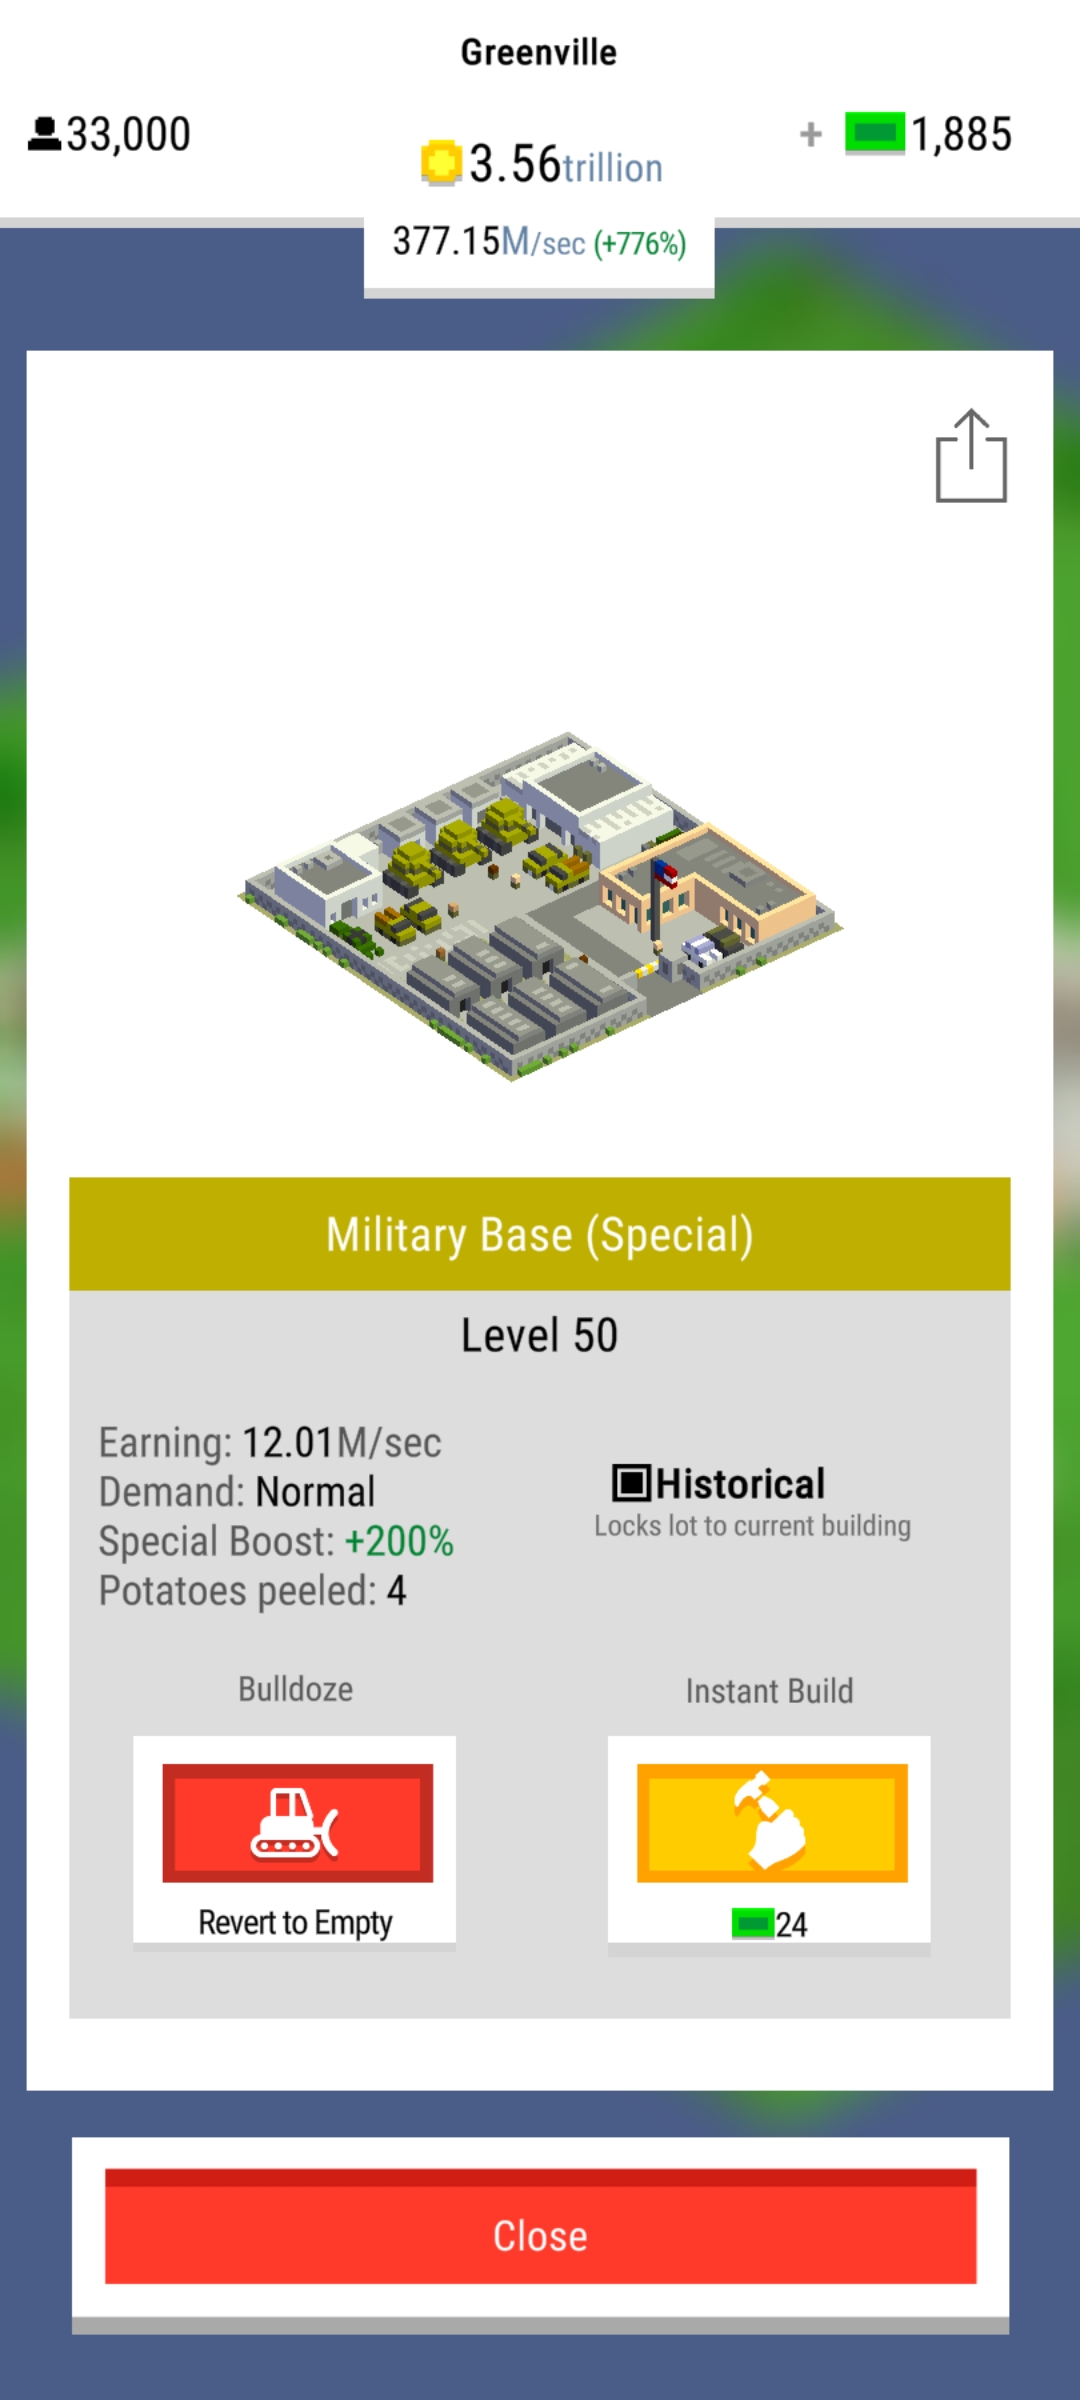 Greenville
33,000
3.56trillion
+ 1,885
377.15M/sec (+776%)
Military Base (Special)
Level 50
Earning: 12.01M/sec
Demand: Normal
Special Boost: +200%
Potatoes peeled: 4
Historical
Locks lot to current building
Bulldoze
Revert to Empty
Instant Build
24
Close